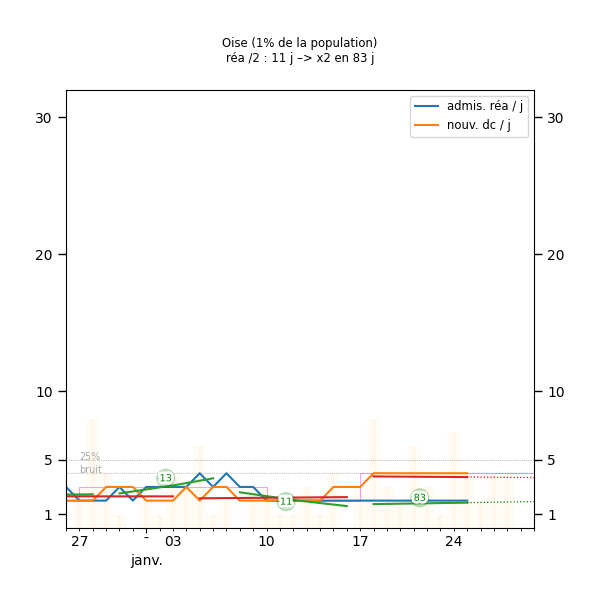 Oise (1% de la population)
réa /2 : 11 j –> x2 en 83 j
admis. réa / j
nouv. dc / j
30 30
20 20
10 10
5 5
1 1
25%
bruit
13
11
83
27 - 03 10 17 24
janv.